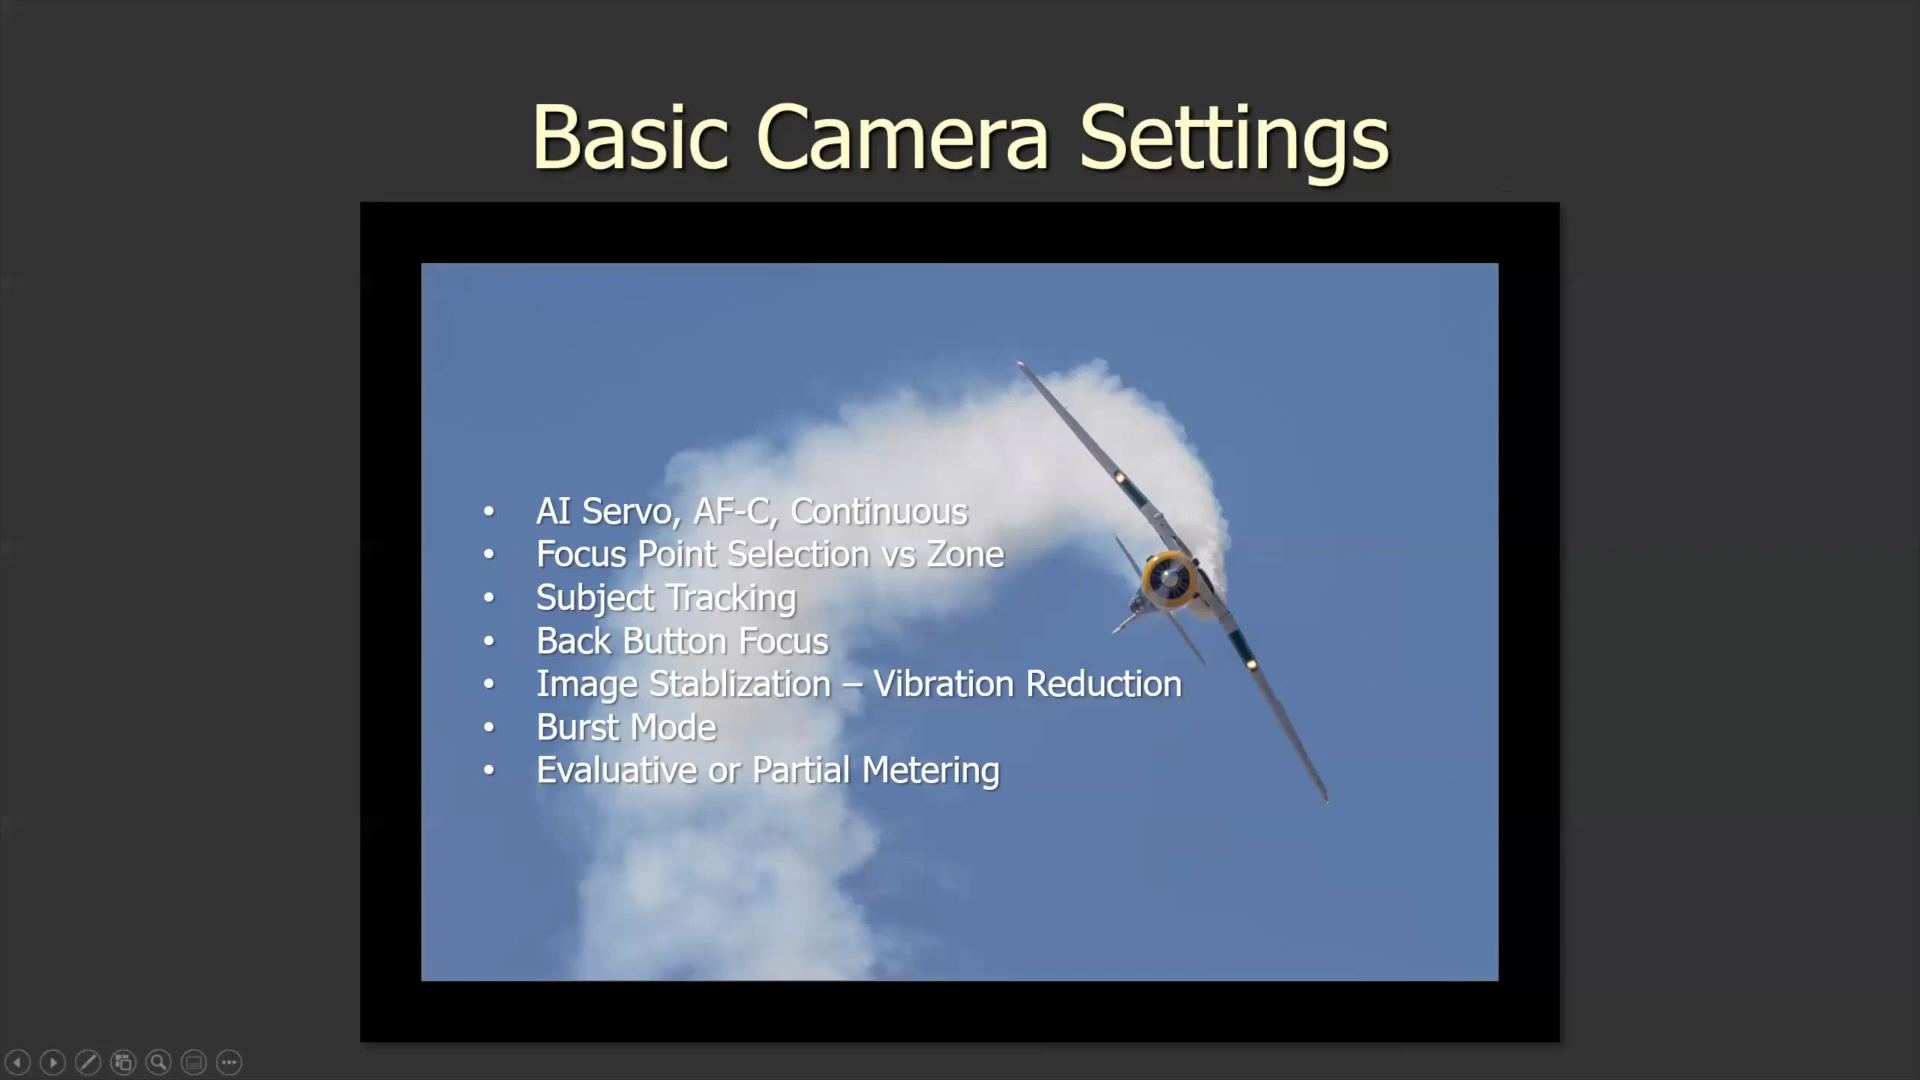 Basic Camera Settings
• AI Servo, AF-C, Continuous
• Focus Point Selection vs Zone
• Subject Tracking
• Back Button Focus
• Image Stablization – Vibration Reduction
• Burst Mode
• Evaluative or Partial Metering